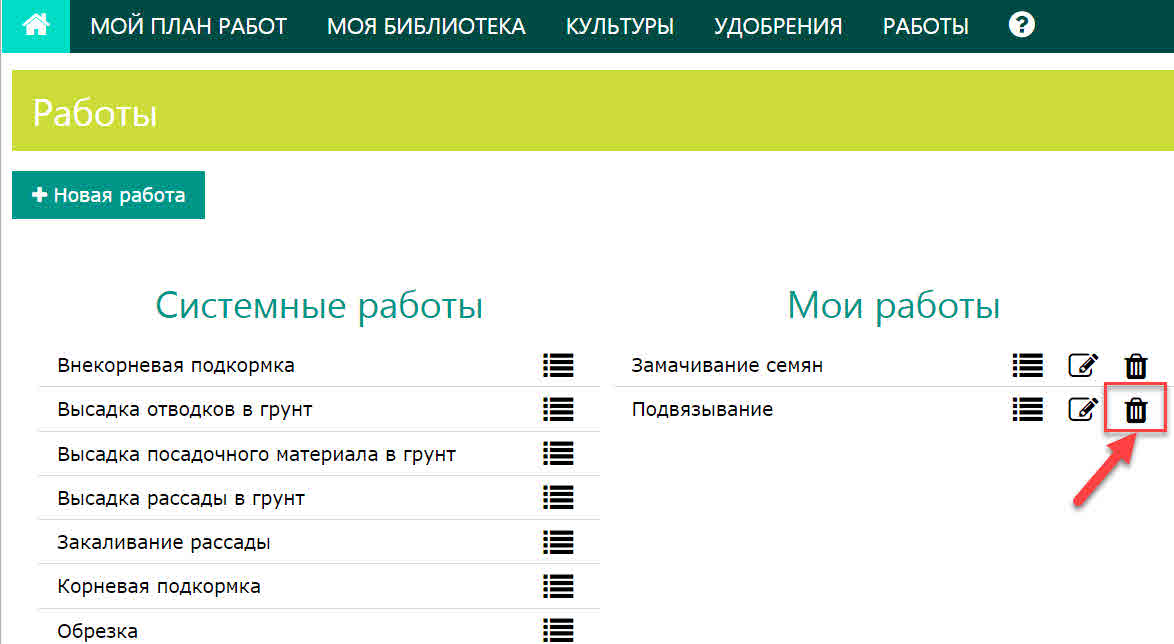 МОЙ ПЛАН РАБОТ МОЯ БИБЛИОТЕКА КУЛЬТУРЫ УДОБРЕНИЯ РАБОТЫ ?
Работы
+ Новая работа
Системные работы
Внекорневая подкормка
Высадка отводков в грунт
Высадка посадочного материала в грунт
Высадка рассады в грунт
Закаливание рассады
Корневая подкормка
Обрезка
Мои работы
Замачивание семян
Подвязывание